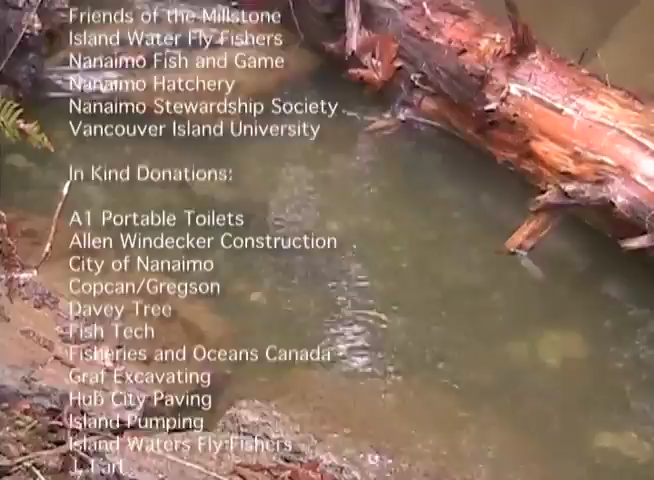 Friends of the Millstone
Island Water Fly Fishers
Nanaimo Fish and Game
Nanaimo Hatchery
Nanaimo Stewardship Society
Vancouver Island University
In Kind Donations:
A1 Portable Toilets
Allen Windecker Construction
City of Nanaimo
Copcan/Gregson
Davey Tree
Fish Tech
Fisheries and Oceans Canada
Graf Excavating
Hub City Paving
Island Pumping
Island Waters Fly Fishers
J. Earl